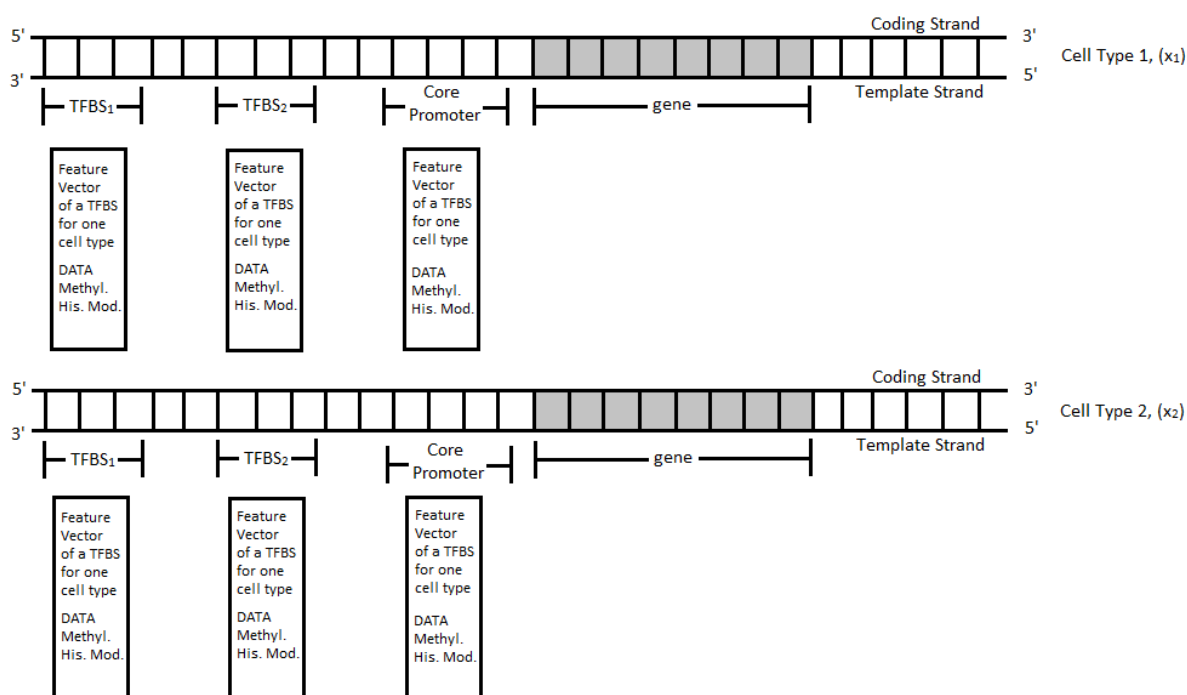 Coding Strand
5' 3'
Cell Type 1, (x₁)
3' 5'
Template Strand
TFBS₁ TFBS₂ Core Promoter gene
Feature
Vector
of a TFBS
for one
cell type
DATA
Methyl.
His. Mod.
Feature
Vector
of a TFBS
for one
cell type
DATA
Methyl.
His. Mod.
Feature
Vector
of a TFBS
for one
cell type
DATA
Methyl.
His. Mod.
Coding Strand
5' 3'
Cell Type 2, (x₂)
3' 5'
Template Strand
TFBS₁ TFBS₂ Core Promoter gene
Feature
Vector
of a TFBS
for one
cell type
DATA
Methyl.
His. Mod.
Feature
Vector
of a TFBS
for one
cell type
DATA
Methyl.
His. Mod.
Feature
Vector
of a TFBS
for one
cell type
DATA
Methyl.
His. Mod.